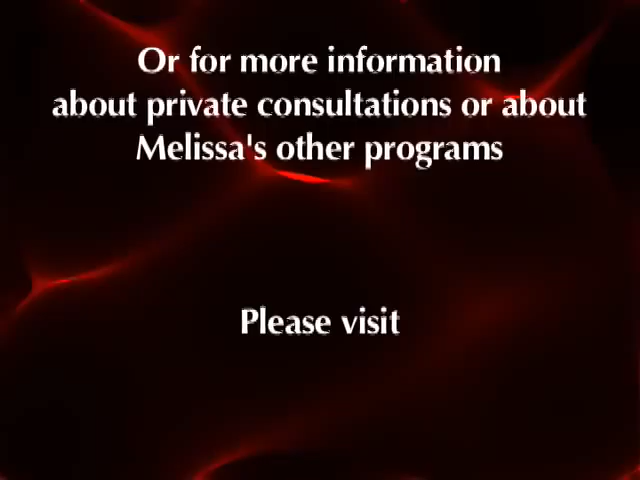 Or for more information
about private consultations or about
Melissa's other programs
Please visit